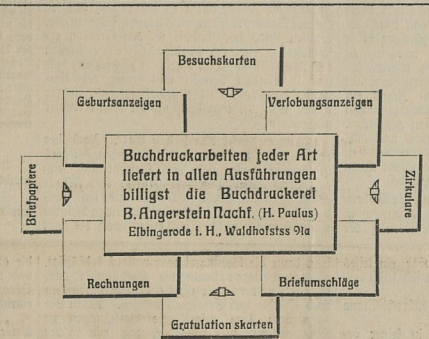 Besuchskarten
Geburtsanzeigen
Verlobungsanzeigen
Briefpapiere
Buchdruckarbeiten jeder Art
liefert in allen Ausführungen
billigst die Buchdruckerei
B. Angerstein Nachf. (H. Paulus)
Elbingerode i. H., Waldhofstss 91a
Zirkulare
Rechnungen
Briefumschläge
Gratulation skarten